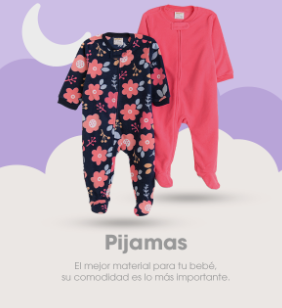 Pijamas
El mejor material para tu bebé,
su comodidad es lo más importante.